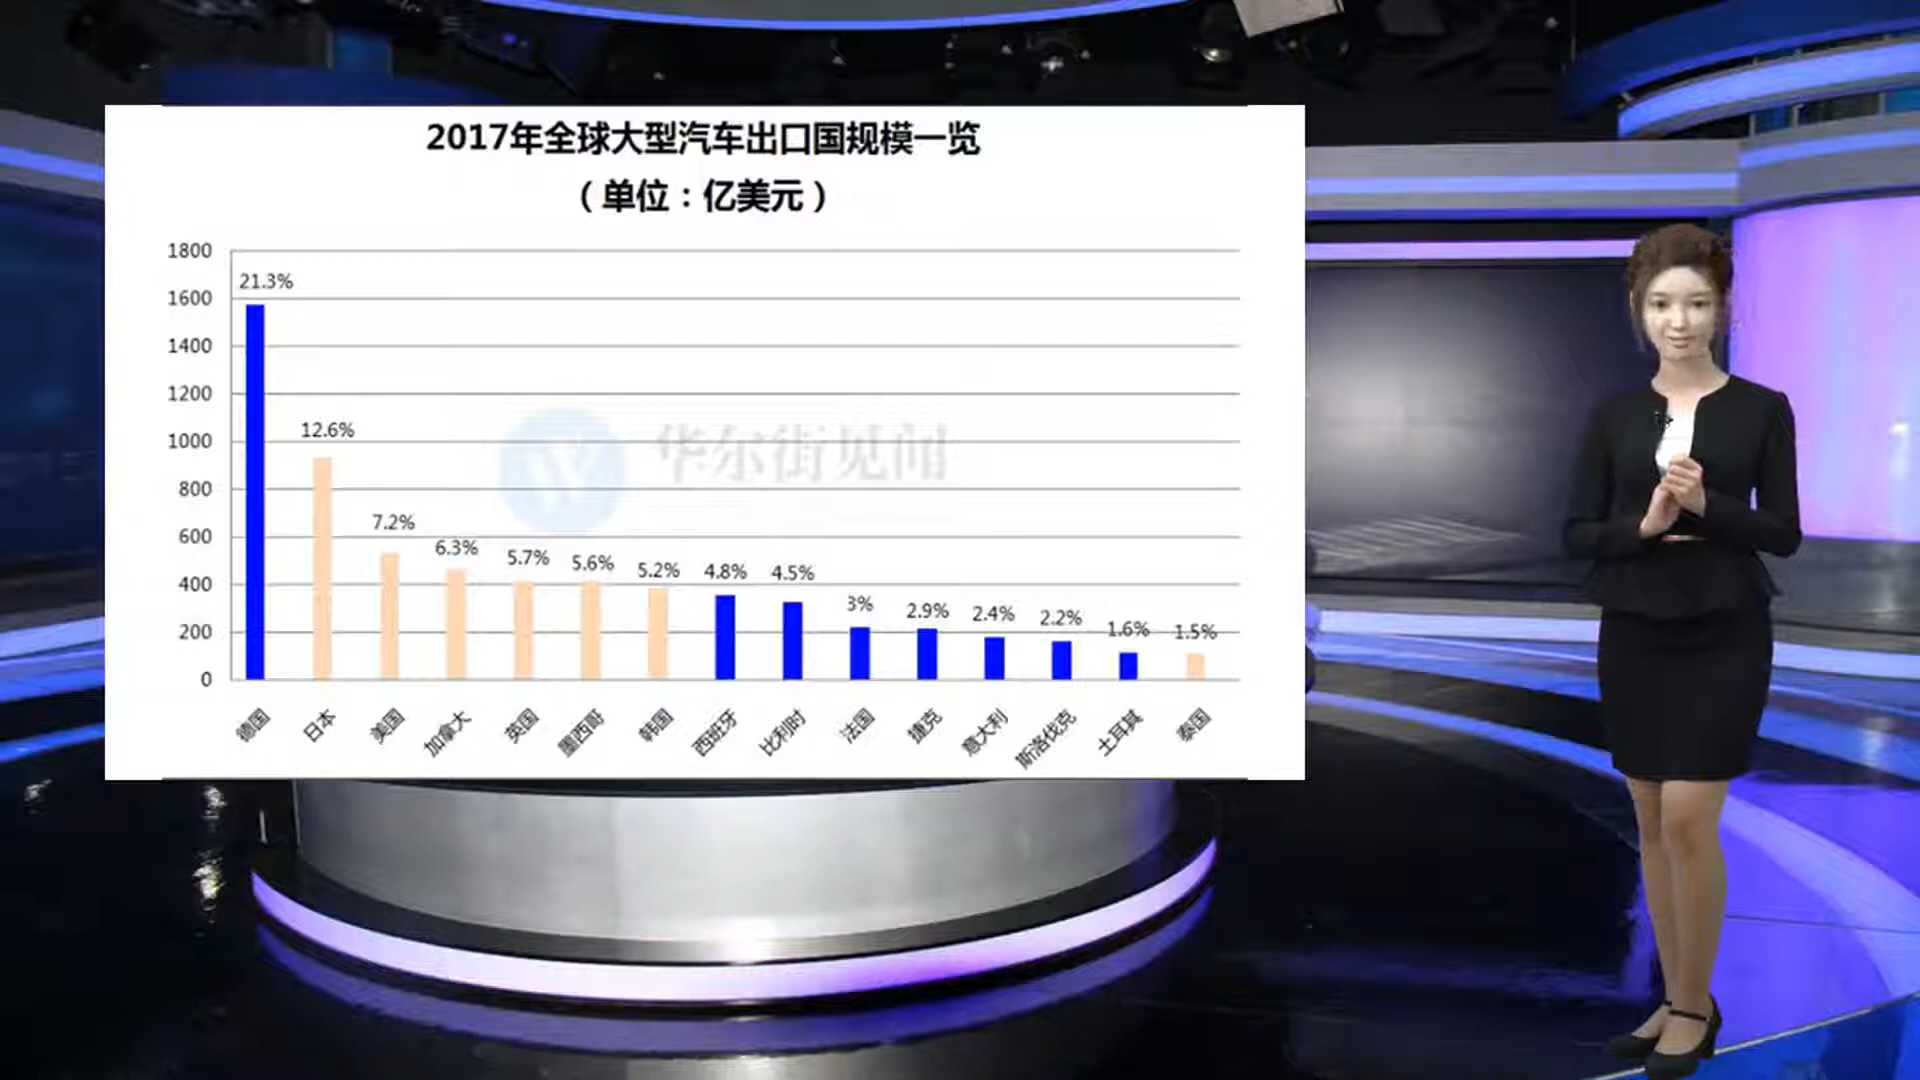 2017年全球大型汽车出口国规模一览
（单位：亿美元）
1800
1600
1400
1200
1000
800
600
400
200
0
21.3%
12.6%
7.2%
6.3%
5.7%
5.6%
5.2%
4.8%
4.5%
3%
2.9%
2.4%
2.2%
1.6%
1.5%
华尔街见闻
德国
日本
美国
加拿大
英国
墨西哥
韩国
西班牙
比利时
法国
捷克
意大利
斯洛伐克
土耳其
泰国